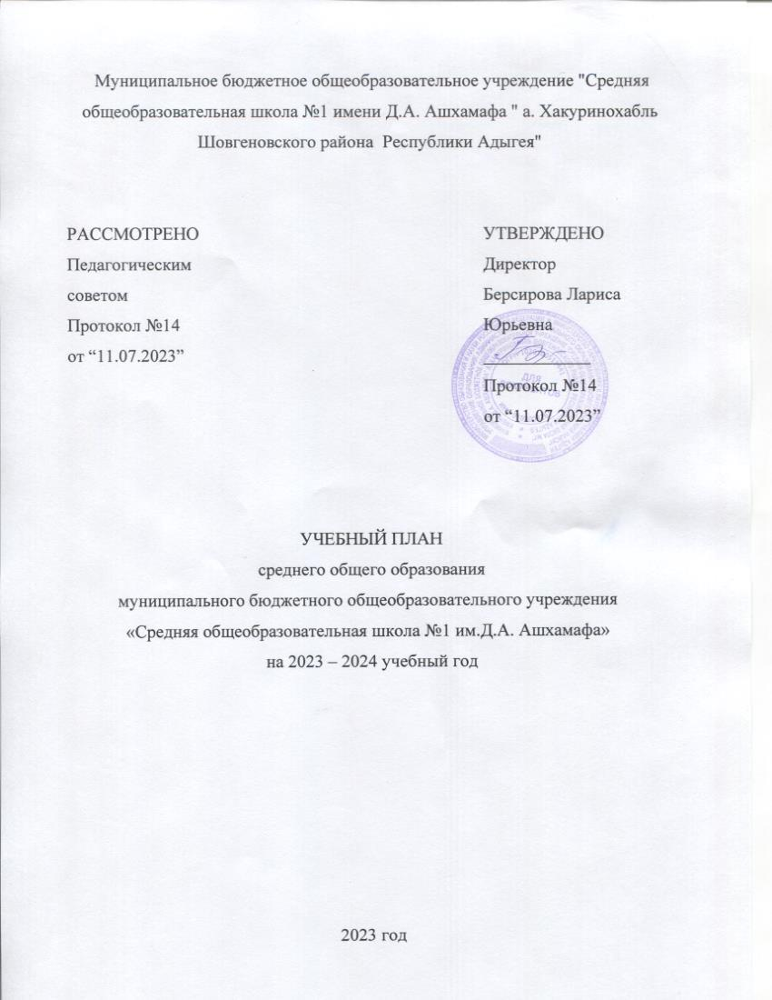 Муниципальное бюджетное общеобразовательное учреждение "Средняя
общеобразовательная школа №1 имени Д.А. Ашхамафа " а. Хакуринохабль
Шовгеновского района Республики Адыгея"
РАССМОТРЕНО
Педагогическим
советом
Протокол №14
от “11.07.2023”
УТВЕРЖДЕНО
Директор
Берсирова Лариса
Юрьевна
Протокол №14
от “11.07.2023”
ДЛЯ
ДОКУМЕНТОВ
УЧЕБНЫЙ ПЛАН
среднего общего образования
муниципального бюджетного общеобразовательного учреждения
«Средняя общеобразовательная школа №1 им.Д.А. Ашхамафа»
на 2023 – 2024 учебный год
2023 год